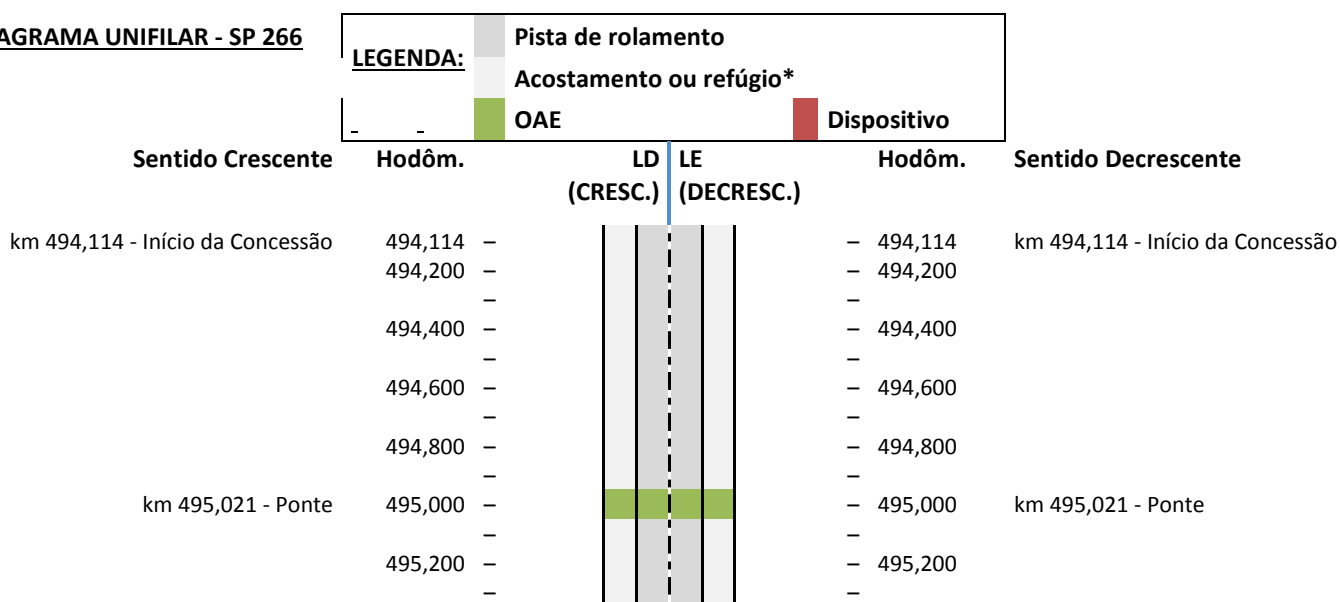 AGRAMA UNIFILAR - SP 266
LEGENDA:
Pista de rolamento
Acostamento ou refúgio*
OAE
Dispositivo
Sentido Crescente Hodôm. LD LE Hodôm. Sentido Decrescente
(CRESC.) (DECRESC.)
km 494,114 - Início da Concessão 494,114 – – 494,114 km 494,114 - Início da Concessão
494,200 – – 494,200
– –
494,400 – – 494,400
– –
494,600 – – 494,600
– –
494,800 – – 494,800
– –
km 495,021 - Ponte 495,000 – – 495,000 km 495,021 - Ponte
– –
495,200 – – 495,200
– –